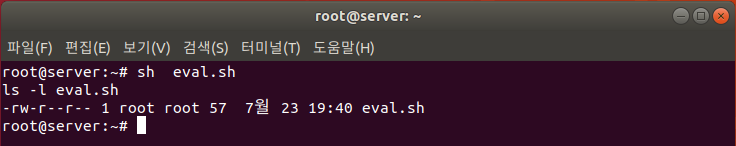 root@server: ~
파일(F) 편집(E) 보기(V) 검색(S) 터미널(T) 도움말(H)
root@server:~# sh  eval.sh
ls -l eval.sh
-rw-r--r-- 1 root root 57  7월 23 19:40 eval.sh
root@server:~#